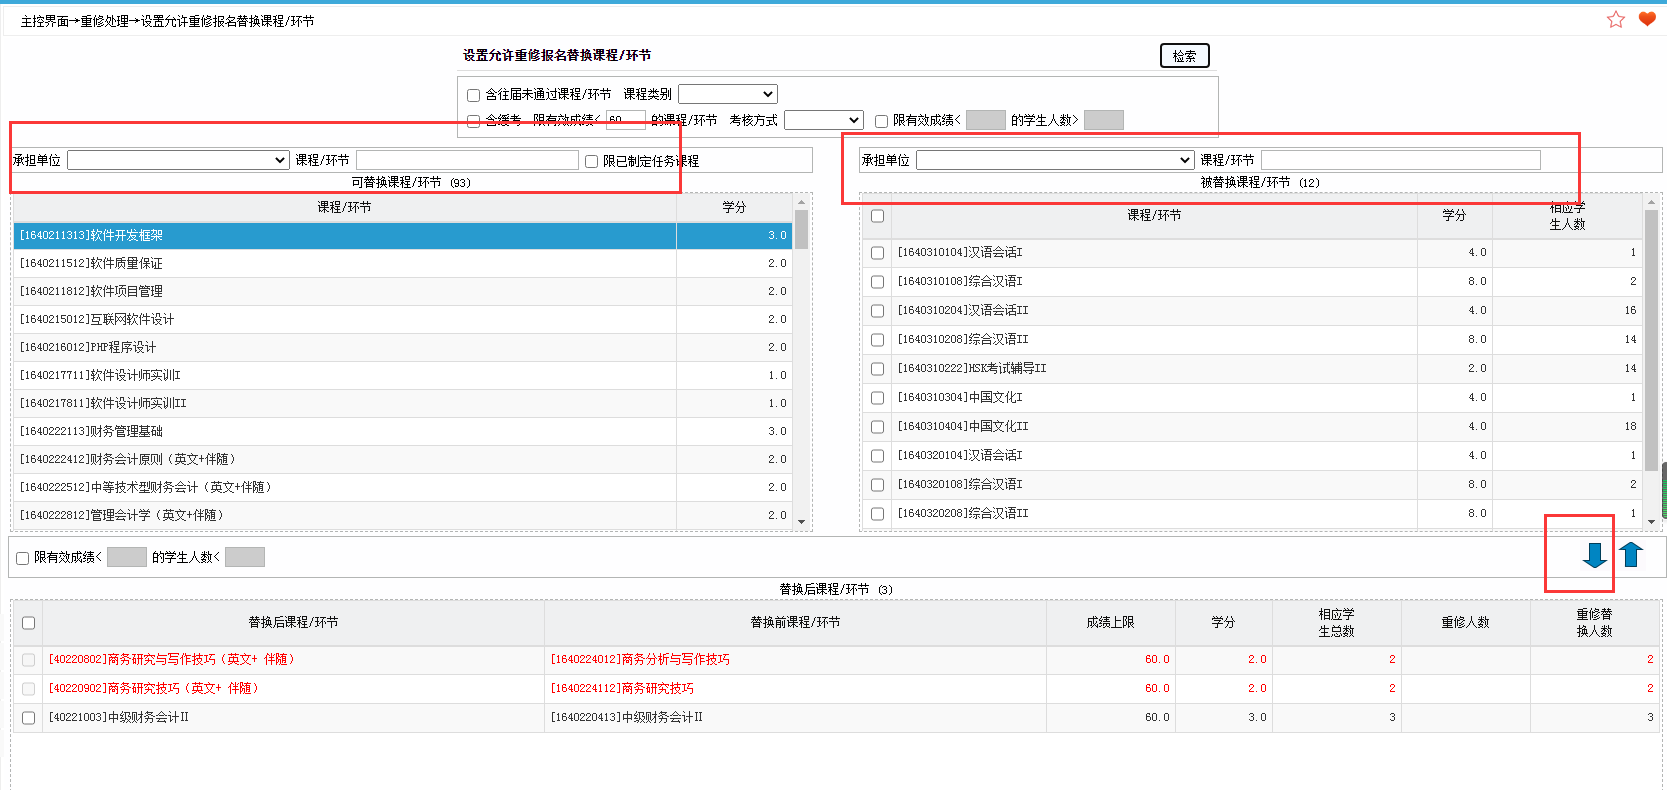 主控界面→重修处理→设置允许重修报名替换课程/环节
设置允许重修报名替换课程/环节 检索
含往届未通过课程/环节 课程类别
含缓考 限有效成绩< 60 的课程/环节 考核方式 限有效成绩< 的学生人数>
承担单位 课程/环节 限已制定任务课程
可替换课程/环节 (93)
课程/环节 学分
[1640211313]软件开发框架 3.0
[1640211512]软件质量保证 2.0
[1640211812]软件项目管理 2.0
[1640215012]互联网软件设计 2.0
[1640216012]PHP程序设计 2.0
[1640217711]软件设计师实训I 1.0
[1640217811]软件设计师实训II 1.0
[1640222113]财务管理基础 3.0
[1640222412]财务会计原则（英文+伴随） 2.0
[1640222512]中等技术型财务会计（英文+伴随） 2.0
[1640222812]管理会计学（英文+伴随） 2.0
承担单位 课程/环节
被替换课程/环节 (12)
课程/环节 学分 相应学
生人数
[1640310104]汉语会话I 4.0 1
[1640310108]综合汉语I 8.0 2
[1640310204]汉语会话II 4.0 16
[1640310208]综合汉语II 8.0 14
[1640310222]HSK考试辅导II 2.0 14
[1640310304]中国文化I 4.0 1
[1640310404]中国文化II 4.0 18
[1640320104]汉语会话I 4.0 1
[1640320108]综合汉语I 8.0 2
[1640320208]综合汉语II 8.0 1
限有效成绩< 的学生人数<
替换后课程/环节 (3)
替换后课程/环节 替换前课程/环节 成绩上限 学分 相应学
生总数 重修人数 重修替
换人数
[40220802]商务研究与写作技巧（英文+ 伴随） [1640224012]商务分析与写作技巧 60.0 2.0 2 2
[40220902]商务研究技巧（英文+ 伴随） [1640224112]商务研究技巧 60.0 2.0 2 2
[40221003]中级财务会计Ⅱ [1640220413]中级财务会计Ⅱ 60.0 3.0 3 3